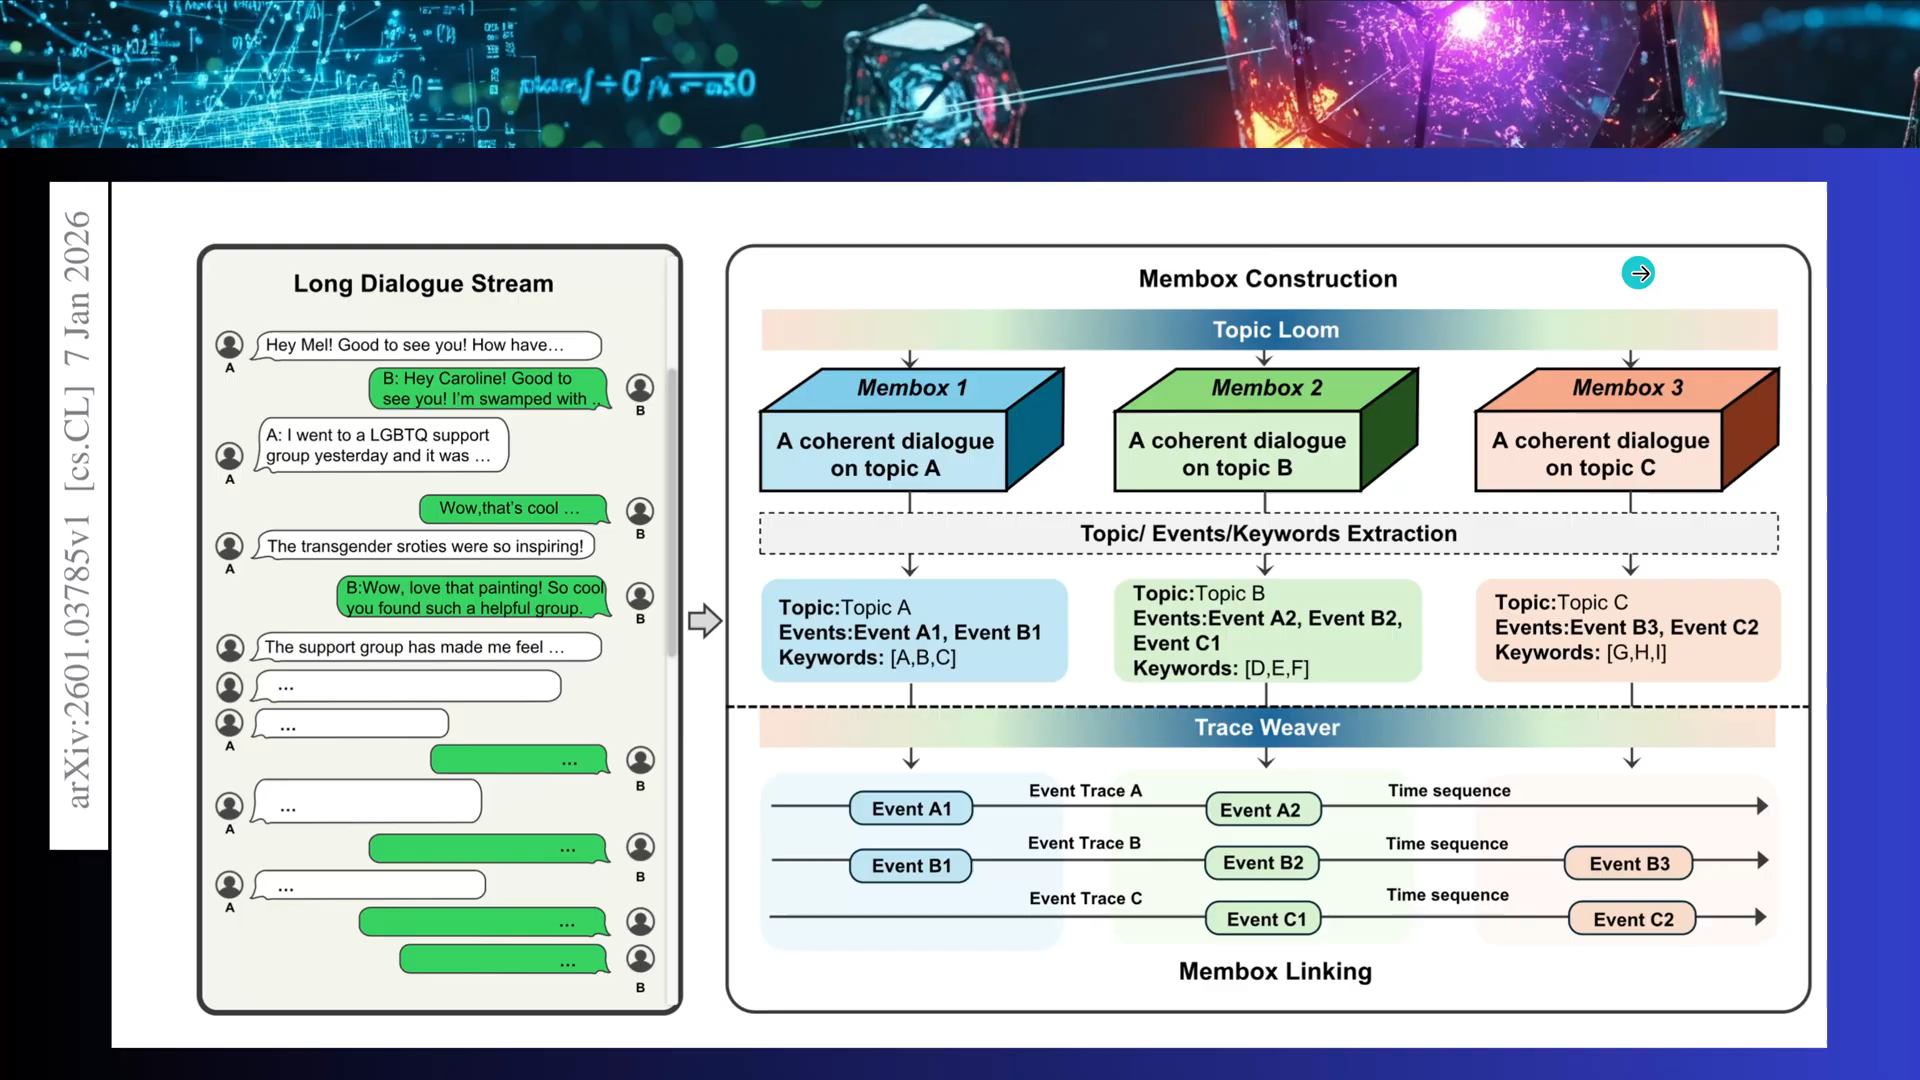 arXiv:2601.03785v1 [cs.CL] 7 Jan 2026
Long Dialogue Stream
Hey Mel! Good to see you! How have…
A
B: Hey Caroline! Good to
see you! I’m swamped with ..
B
A: I went to a LGBTQ support
group yesterday and it was …
A
Wow,that’s cool …
B
The transgender sroties were so inspiring!
A
B:Wow, love that painting! So cool
you found such a helpful group.
B
The support group has made me feel …
...
...
A
...
B
...
A
...
B
...
A
...
...
B
Membox Construction
Topic Loom
Membox 1
A coherent dialogue
on topic A
Membox 2
A coherent dialogue
on topic B
Membox 3
A coherent dialogue
on topic C
Topic/ Events/Keywords Extraction
Topic:Topic A
Events:Event A1, Event B1
Keywords: [A,B,C]
Topic:Topic B
Events:Event A2, Event B2,
Event C1
Keywords: [D,E,F]
Topic:Topic C
Events:Event B3, Event C2
Keywords: [G,H,I]
Trace Weaver
Event A1
Event Trace A
Event A2
Time sequence
Event B1
Event Trace B
Event B2
Time sequence
Event B3
Event Trace C
Event C1
Time sequence
Event C2
Membox Linking